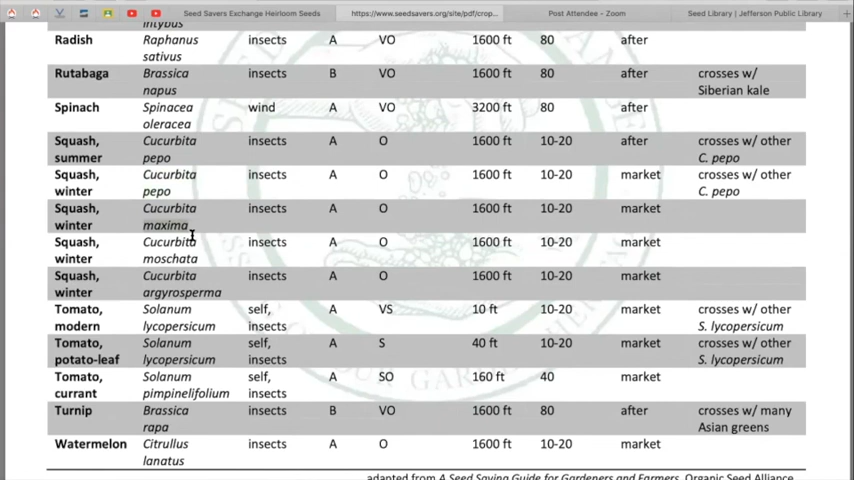 Seed Savers Exchange Heirloom Seeds https://www.seedsavers.org/site/pdf/crop... Post Attendee – Zoom Seed Library | Jefferson Public Library
intybus
Radish Raphanus insects A VO 1600 ft 80 after
sativus
Rutabaga Brassica insects B VO 1600 ft 80 after crosses w/
napus Siberian kale
Spinach Spinacea wind A VO 3200 ft 80 after
oleracea
Squash, Cucurbita insects A O 1600 ft 10-20 after crosses w/ other
summer pepo C. pepo
Squash, Cucurbita insects A O 1600 ft 10-20 market crosses w/ other
winter pepo C. pepo
Squash, Cucurbita insects A O 1600 ft 10-20 market
winter maxima
Squash, Cucurbita insects A O 1600 ft 10-20 market
winter moschata
Squash, Cucurbita insects A O 1600 ft 10-20 market
winter argyrosperma
Tomato, Solanum self, A VS 10 ft 10-20 market crosses w/ other
modern lycopersicum insects S. lycopersicum
Tomato, Solanum self, A S 40 ft 10-20 market crosses w/ other
potato-leaf lycopersicum insects S. lycopersicum
Tomato, Solanum self, A SO 160 ft 40 market
currant pimpinelifolium insects
Turnip Brassica insects B VO 1600 ft 80 after crosses w/ many
rapa Asian greens
Watermelon Citrullus insects A O 1600 ft 10-20 market
lanatus
adapted from A Seed Saving Guide for Gardeners and Farmers, Organic Seed Alliance